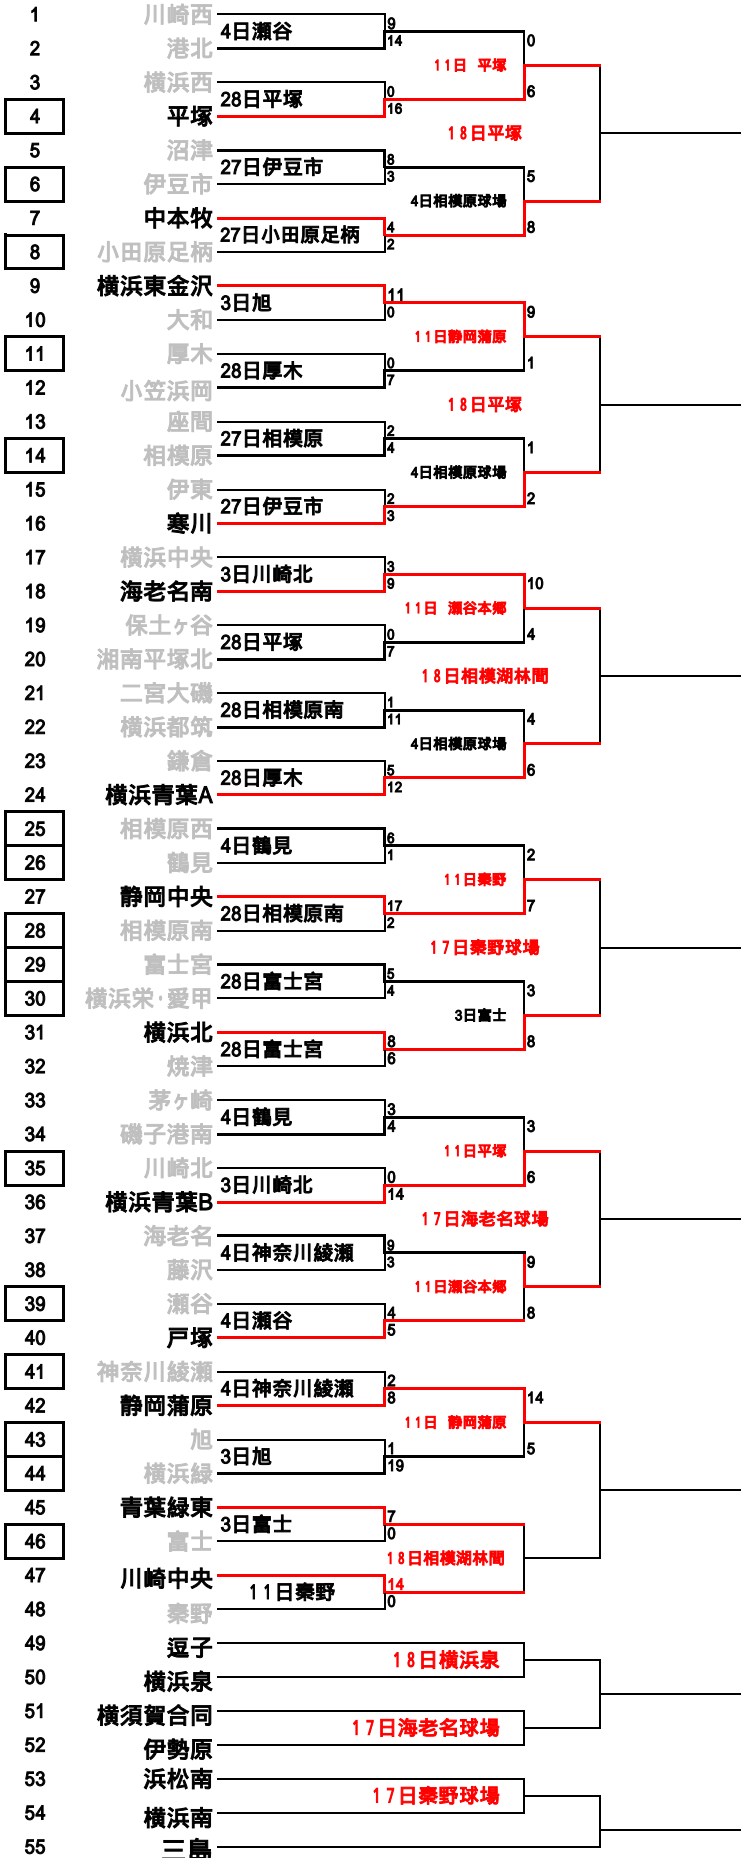 1 川崎西 9
4日瀬谷
2 港北 14
11日 平塚 0
3 横浜西 0
28日平塚 6
4 平塚 16
18日平塚
5 沼津 8
27日伊豆市 5
6 伊豆市 3
4日相模原球場
7 中本牧 4
27日小田原足柄 8
8 小田原足柄 2
9 横浜東金沢 11
3日旭 9
10 大和 0
11日静岡蒲原
11 厚木 0
28日厚木 1
12 小笠浜岡 7
18日平塚
13 座間 2
27日相模原 1
14 相模原 4
4日相模原球場
15 伊東 2
27日伊豆市 2
16 寒川 3
17 横浜中央 3
3日川崎北 10
18 海老名南 9
11日 瀬谷本郷
19 保土ヶ谷 0
28日平塚 4
20 湘南平塚北 7
18日相模湖林間
21 二宮大磯 1
28日相模原南 4
22 横浜都筑 11
4日相模原球場
23 鎌倉 5
28日厚木 6
24 横浜青葉A 12
25 相模原西 6
4日鶴見 2
26 鶴見 1
11日秦野
27 静岡中央 17
28日相模原南 7
28 相模原南 2
17日秦野球場
29 富士宮 5
28日富士宮 3
30 横浜栄・愛甲 4
3日富士
31 横浜北 8
28日富士宮 8
32 焼津 6
33 茅ヶ崎 3
4日鶴見 3
34 磯子港南 4
11日平塚
35 川崎北 0
3日川崎北 6
36 横浜青葉B 14
17日海老名球場
37 海老名 9
4日神奈川綾瀬 9
38 藤沢 3
11日瀬谷本郷
39 瀬谷 4
4日瀬谷 8
40 戸塚 5
41 神奈川綾瀬 2
4日神奈川綾瀬 14
42 静岡蒲原 8
11日 静岡蒲原
43 旭 1
3日旭 5
44 横浜緑 19
45 青葉緑東 7
3日富士
46 富士 0
18日相模湖林間
47 川崎中央 14
11日秦野
48 秦野 0
49 逗子
18日横浜泉
50 横浜泉
51 横須賀合同
17日海老名球場
52 伊勢原
53 浜松南
17日秦野球場
54 横浜南
55 三島